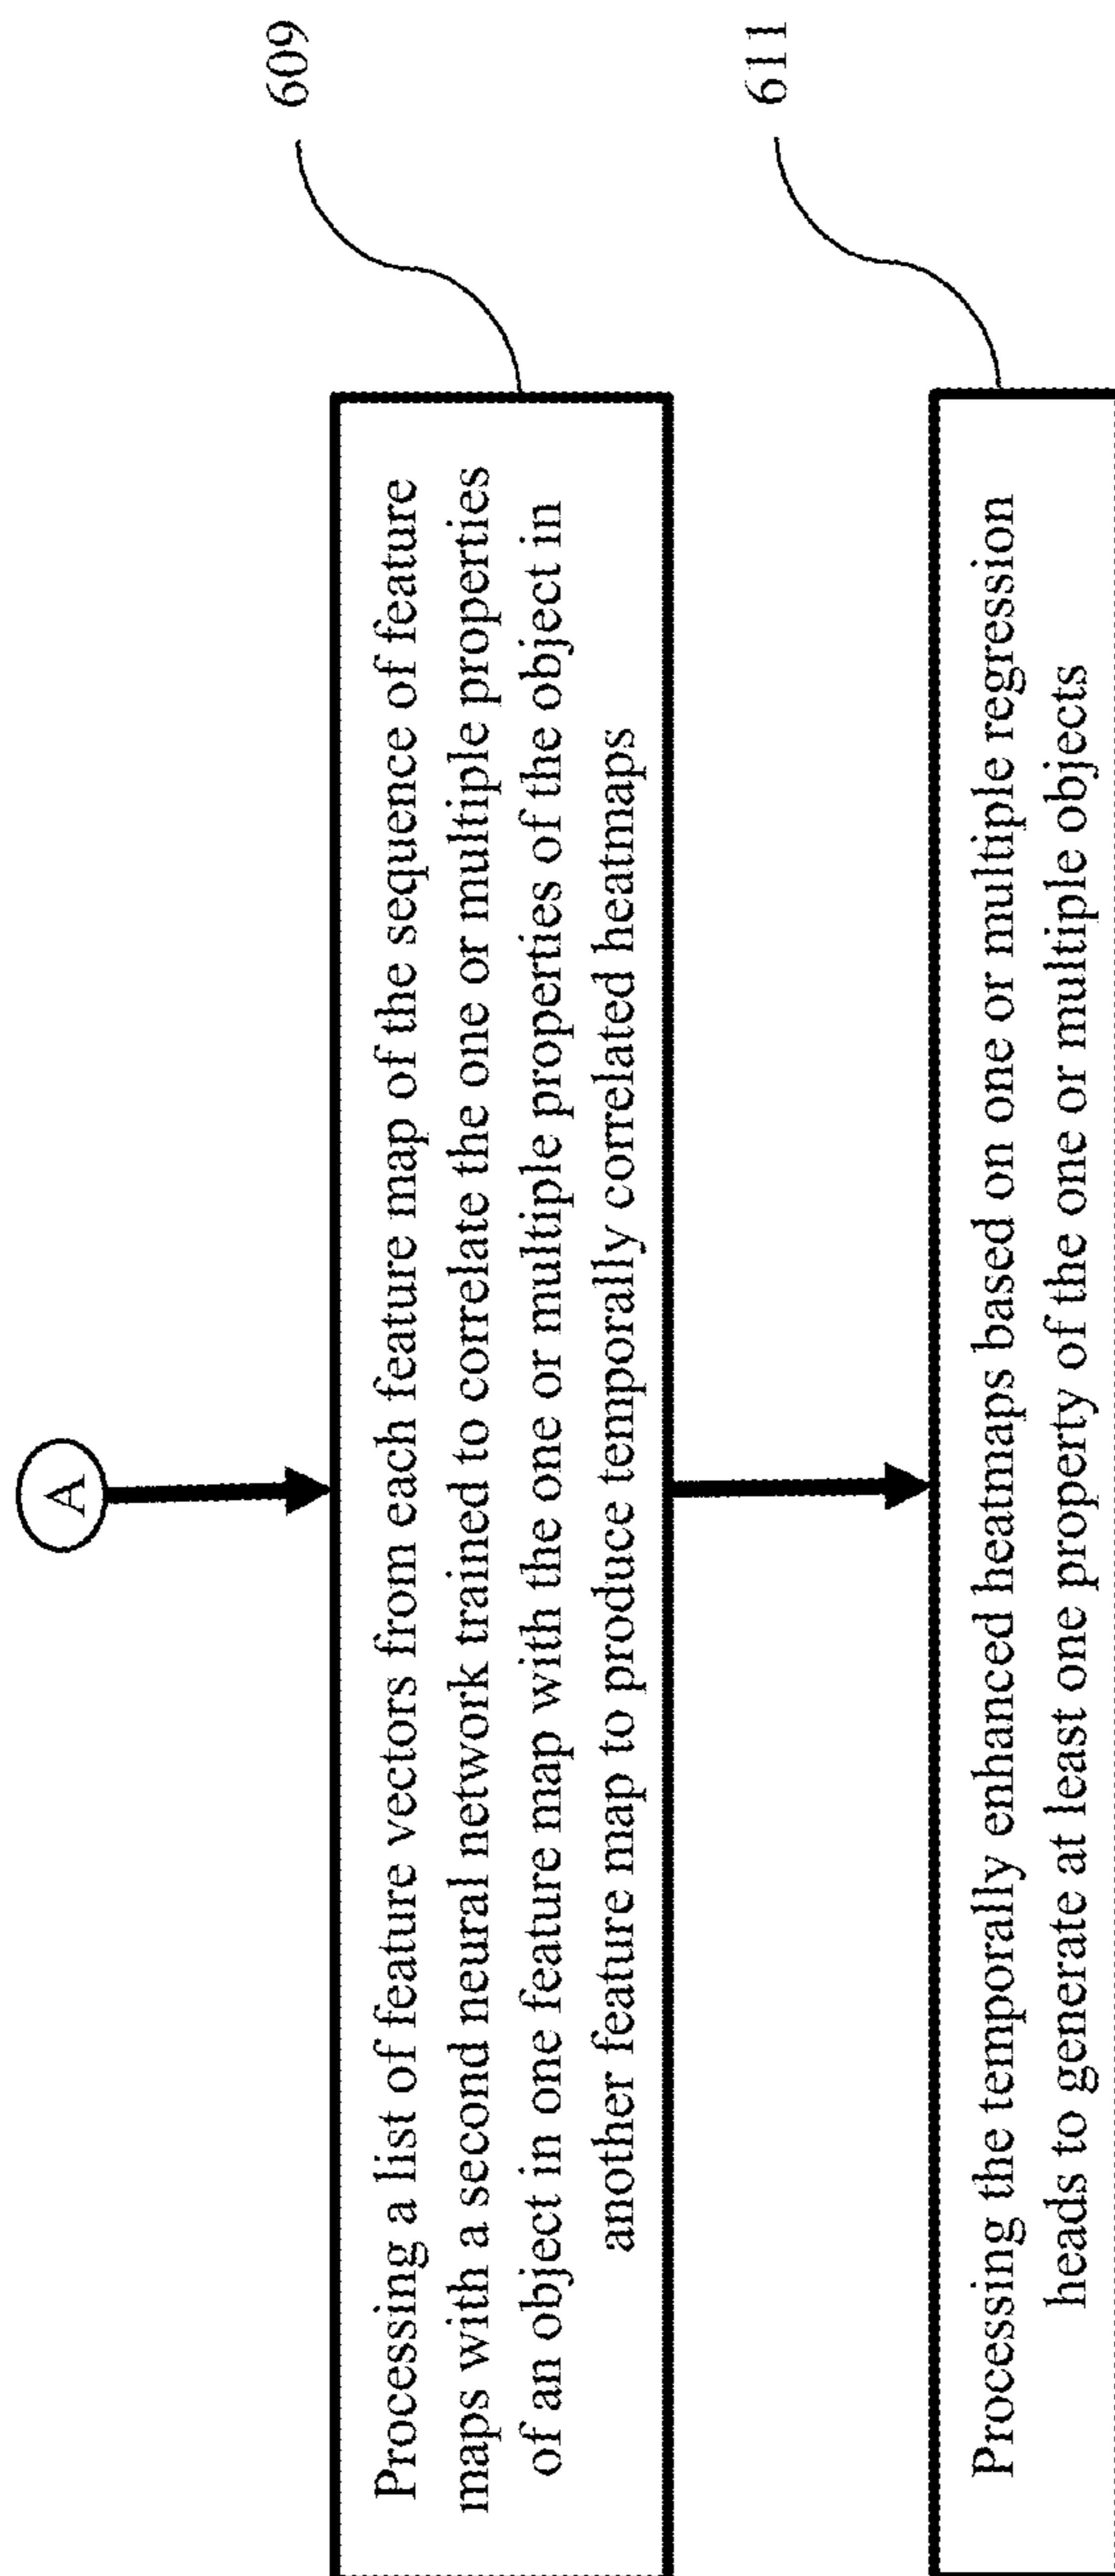 A
609
Processing a list of feature vectors from each feature map of the sequence of feature
maps with a second neural network trained to correlate the one or multiple properties
of an object in one feature map with the one or multiple properties of the object in
another feature map to produce temporally correlated heatmaps
611
Processing the temporally enhanced heatmaps based on one or multiple regression
heads to generate at least one property of the one or multiple objects